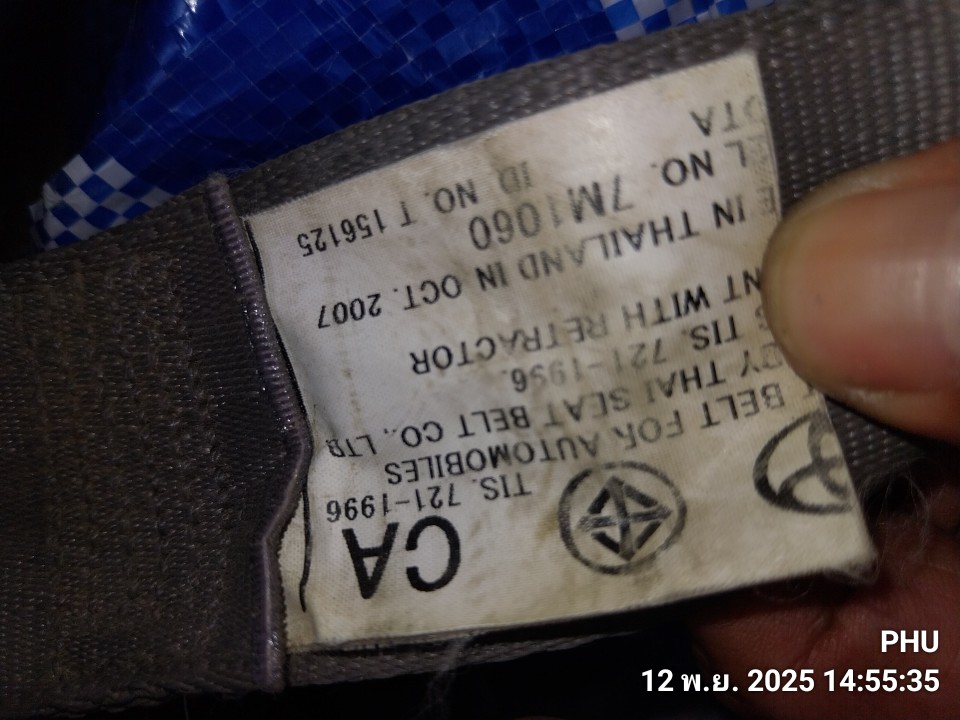 CA
TIS. 721-1996
BELT FOR AUTOMOBILES
BY THAI SEAT BELT CO., LTD
TIS. 721-1996.
NT WITH RETRACTOR
E IN THAILAND IN OCT. 2007
L NO. 7M1060
OTA ID. NO. T 156125
PHU
12 พ.ย. 2025 14:55:35